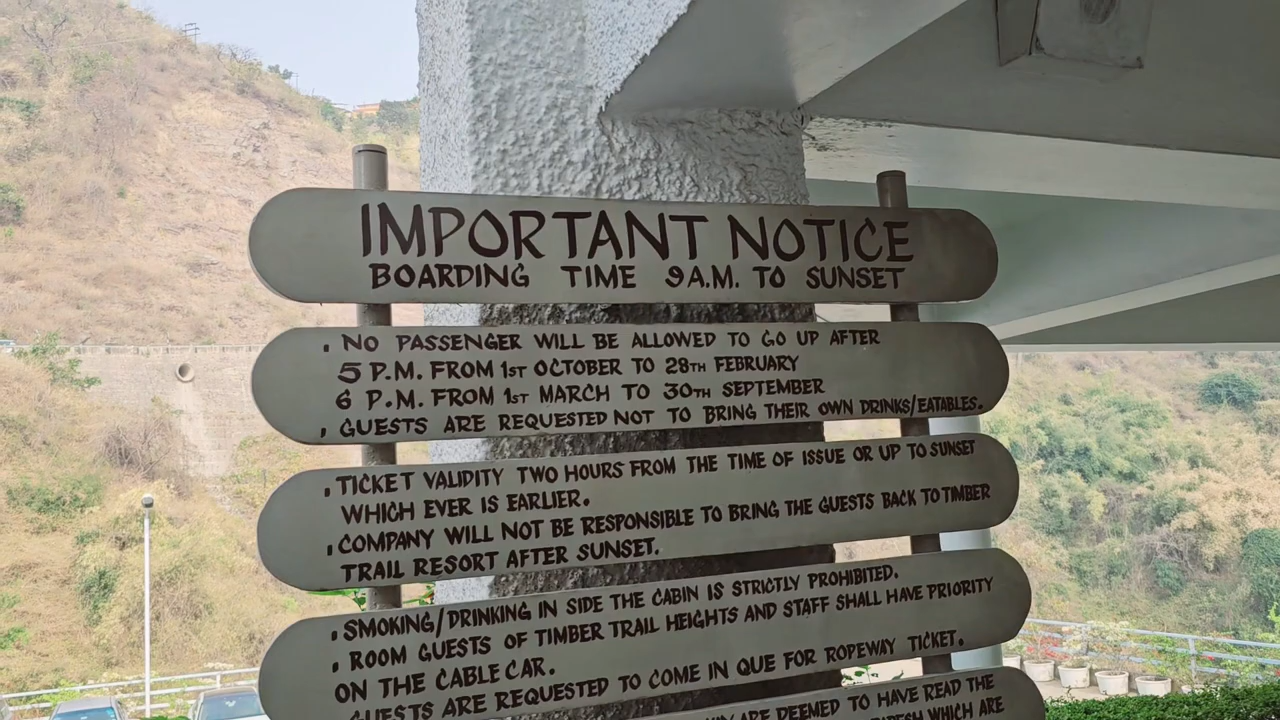 IMPORTANT NOTICE
BOARDING TIME 9A.M. TO SUNSET
. NO PASSENGER WILL BE ALLOWED TO GO UP AFTER
5 P.M. FROM 1ST OCTOBER TO 28TH FEBRUARY
6 P.M. FROM 1ST MARCH TO 30TH SEPTEMBER
. GUESTS ARE REQUESTED NOT TO BRING THEIR OWN DRINKS/EATABLES.
. TICKET VALIDITY TWO HOURS FROM THE TIME OF ISSUE OR UP TO SUNSET
WHICH EVER IS EARLIER.
. COMPANY WILL NOT BE RESPONSIBLE TO BRING THE GUESTS BACK TO TIMBER
TRAIL RESORT AFTER SUNSET.
. SMOKING/DRINKING IN SIDE THE CABIN IS STRICTLY PROHIBITED.
. ROOM GUESTS OF TIMBER TRAIL HEIGHTS AND STAFF SHALL HAVE PRIORITY
ON THE CABLE CAR.
GUESTS ARE REQUESTED TO COME IN QUE FOR ROPEWAY TICKET.
ARE DEEMED TO HAVE READ THE
WHICH ARE